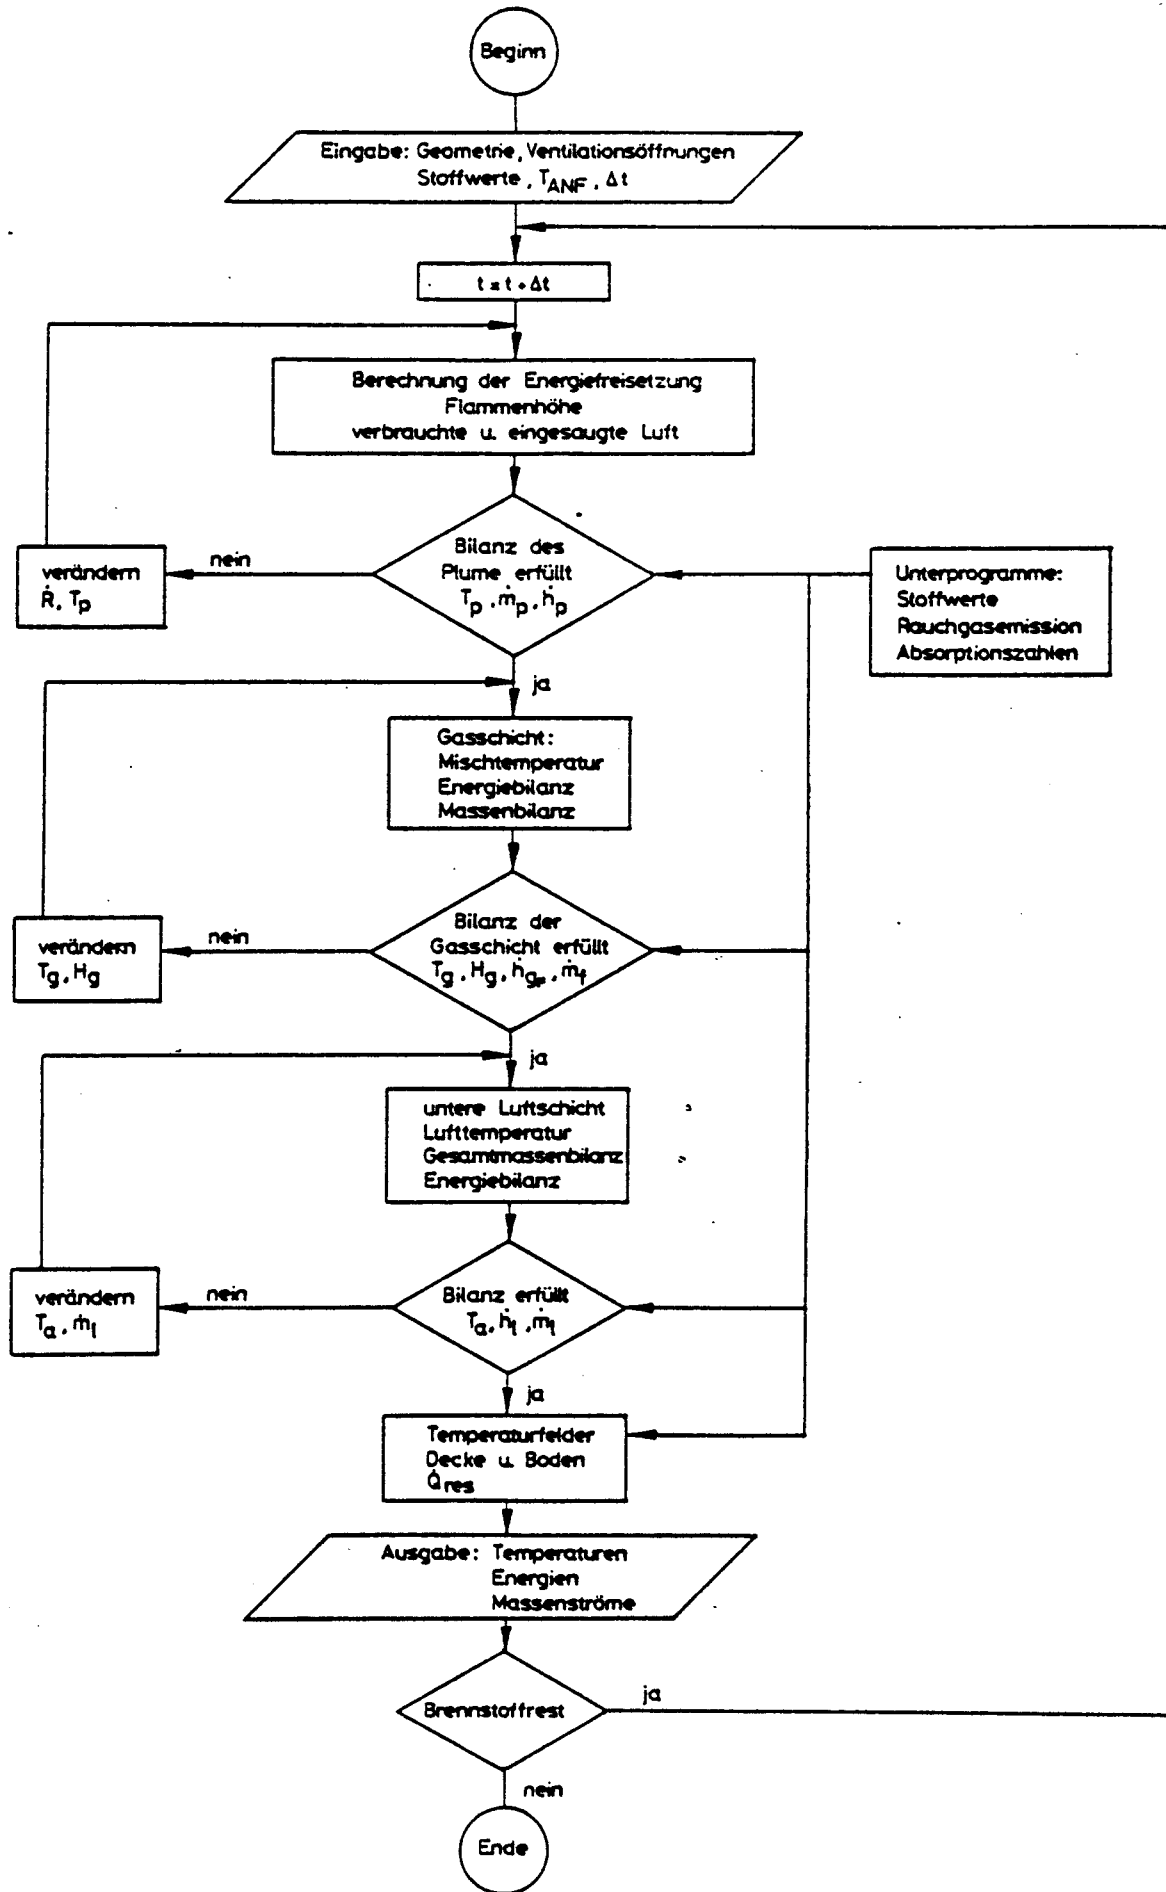 Beginn
Eingabe: Geometrie, Ventilationsöffnungen
Stoffwerte, T_ANF, Δt
t = t + Δt
Berechnung der Energiefreisetzung
Flammenhöhe
verbrauchte u. eingesaugte Luft
Bilanz des
Plume erfüllt
T_p, ṁ_p, ḣ_p
nein
verändern
Ṙ, T_p
Unterprogramme:
Stoffwerte
Rauchgasemission
Absorptionszahlen
ja
Gasschicht:
Mischtemperatur
Energiebilanz
Massenbilanz
Bilanz der
Gasschicht erfüllt
T_g, H_g, ḣ_g, ṁ_f
nein
verändern
T_g, H_g
ja
untere Luftschicht
Lufttemperatur
Gesamtmassenbilanz
Energiebilanz
Bilanz erfüllt
T_a, ḣ_l, ṁ_l
nein
verändern
T_a, ṁ_l
ja
Temperaturfelder
Decke u. Boden
Q̇_res
Ausgabe: Temperaturen
Energien
Massenströme
Brennstoffrest
ja
nein
Ende